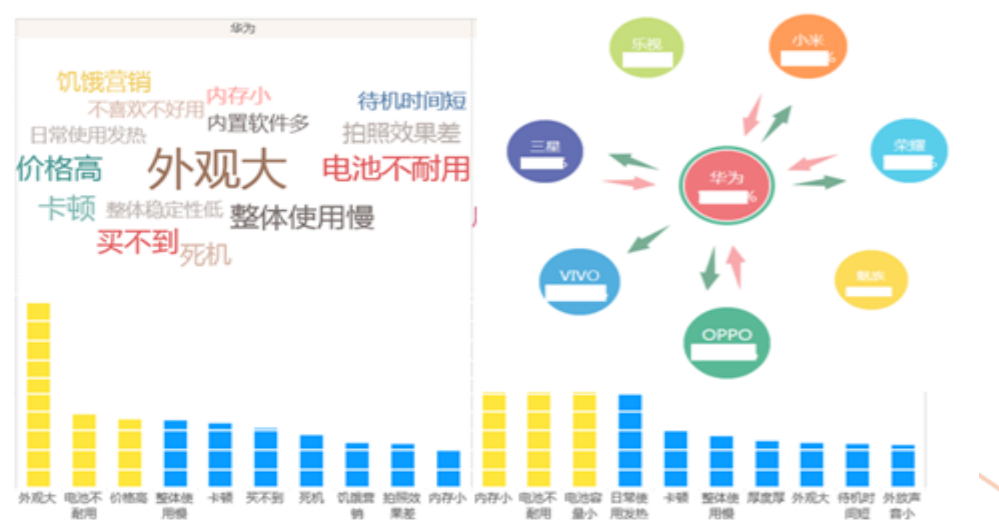 华为
饥饿营销
不喜欢不好用
内存小
待机时间短
日常使用发热
内置软件多
拍照效果差
价格高
外观大
电池不耐用
卡顿
整体稳定性低
整体使用慢
买不到
死机
乐视
小米
%
三星
荣耀
华为
%
VIVO
魅族
OPPO
外观大
电池不
耐用
价格高
整体使
用慢
卡顿
买不到
死机
饥饿营
销
拍照效
果差
内存小
内存小
电池不
耐用
电池容
量小
日常使
用发热
卡顿
整体使
用慢
厚度厚
外观大
待机时
间短
外放声
音小